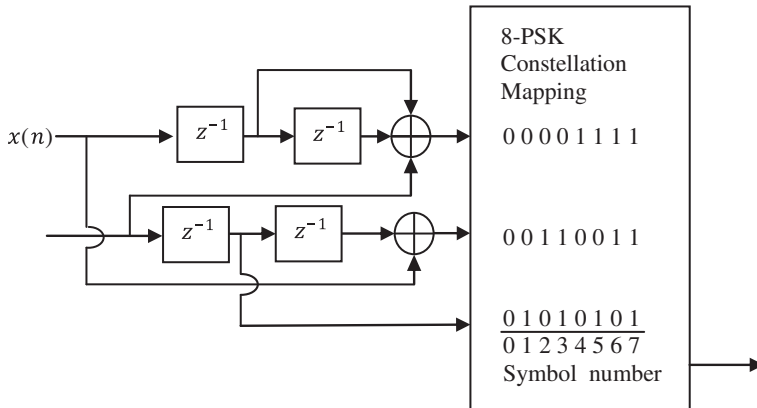 8-PSK
Constellation
Mapping
x(n)
z⁻¹
z⁻¹
0 0 0 0 1 1 1 1
z⁻¹
z⁻¹
0 0 1 1 0 0 1 1
0 1 0 1 0 1 0 1
0 1 2 3 4 5 6 7
Symbol number